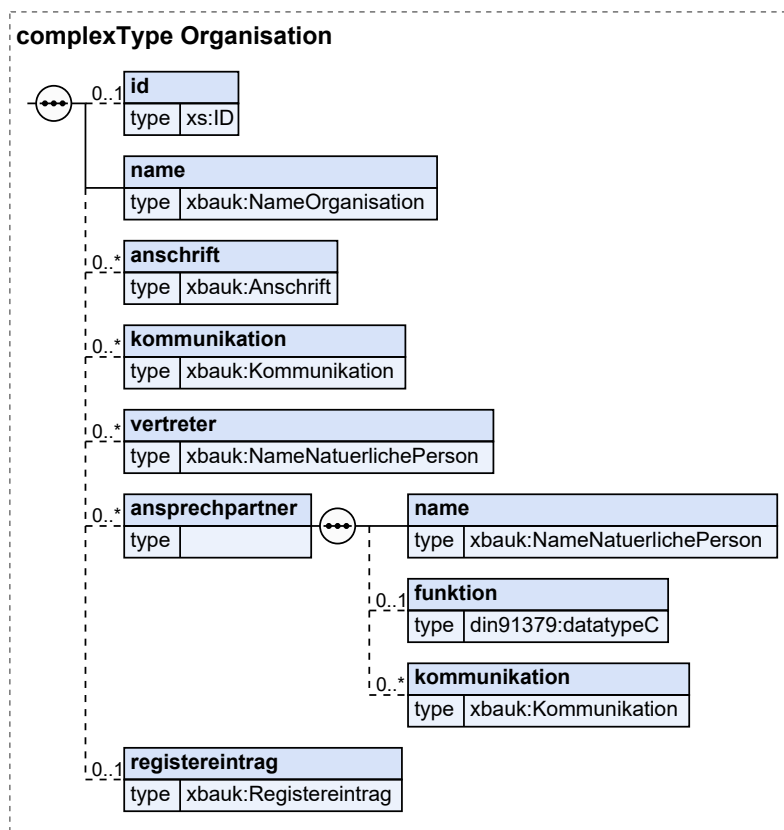 complexType Organisation
0..1 id
type xs:ID
name
type xbauk:NameOrganisation
0..* anschrift
type xbauk:Anschrift
0..* kommunikation
type xbauk:Kommunikation
0..* vertreter
type xbauk:NameNatuerlichePerson
0..* ansprechpartner
type
name
type xbauk:NameNatuerlichePerson
0..1 funktion
type din91379:datatypeC
0..* kommunikation
type xbauk:Kommunikation
0..1 registereintrag
type xbauk:Registereintrag